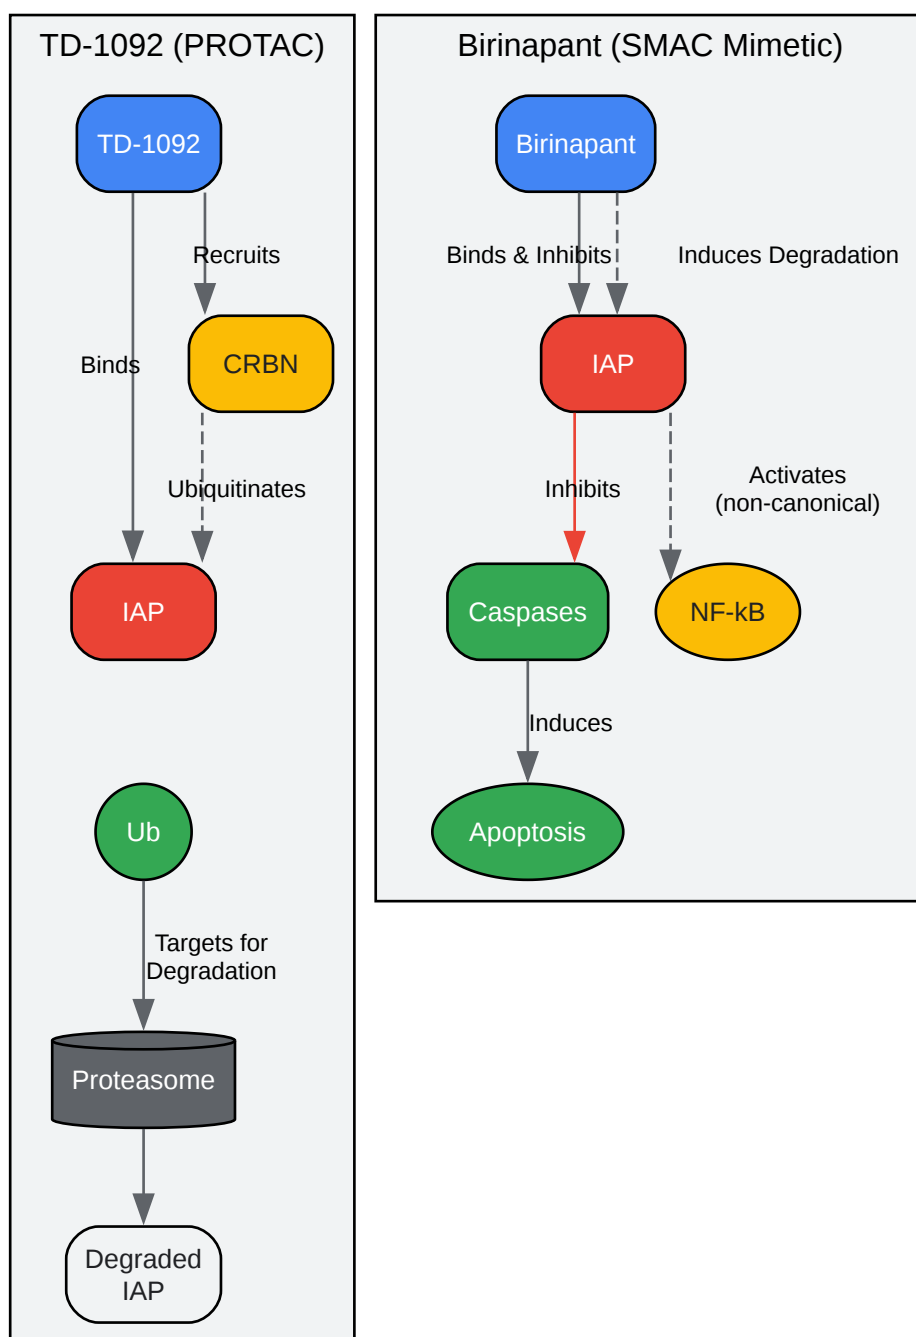 TD-1092 (PROTAC)
TD-1092
Recruits
CRBN
Binds
Ubiquitinates
IAP
Ub
Targets for
Degradation
Proteasome
Degraded
IAP
Birinapant (SMAC Mimetic)
Birinapant
Binds & Inhibits
Induces Degradation
IAP
Inhibits
Activates
(non-canonical)
Caspases
NF-kB
Induces
Apoptosis